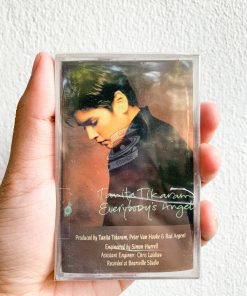 Tanita Tikaram
Everybody's Angel
Produced by Tanita Tikaram, Peter Van Hooke & Rod Argent
Engineered by Simon Hurrell
Assistant Engineer: Chris Laidlaw
Recorded at Bearsville Studio